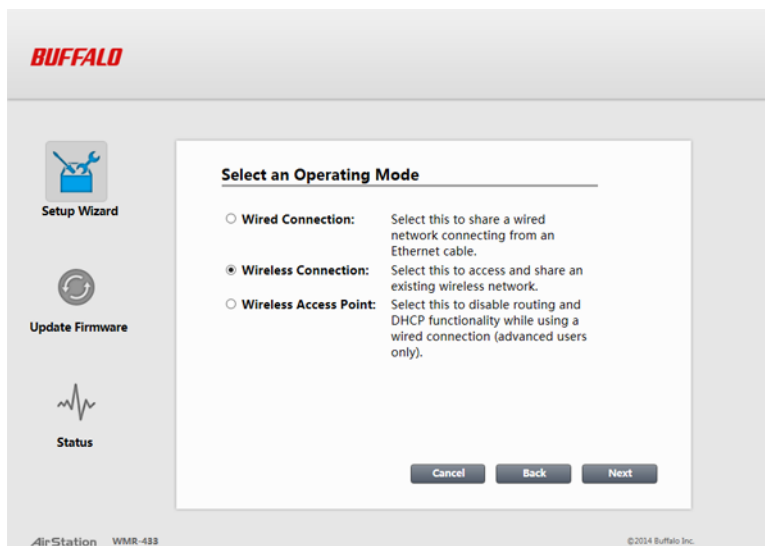 BUFFALO
Setup Wizard
Update Firmware
Status
Select an Operating Mode
Wired Connection: Select this to share a wired
network connecting from an
Ethernet cable.
Wireless Connection: Select this to access and share an
existing wireless network.
Wireless Access Point: Select this to disable routing and
DHCP functionality while using a
wired connection (advanced users
only).
Cancel Back Next
AirStation WMR-433 ©2014 Buffalo Inc.